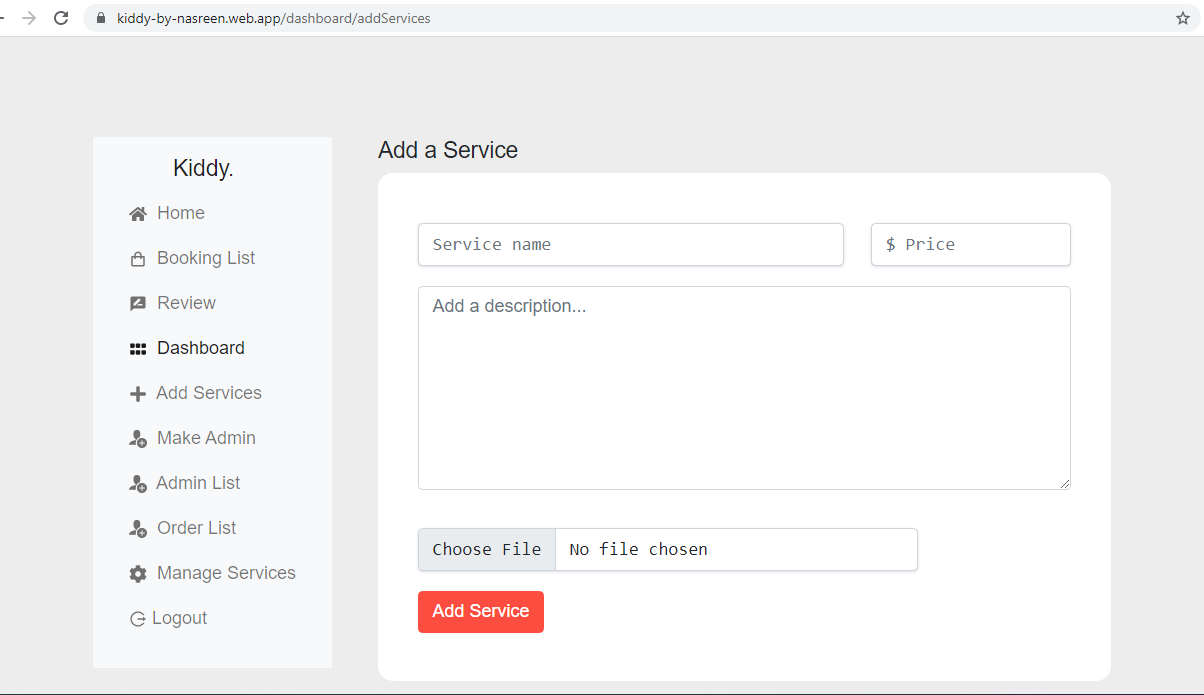 kiddy-by-nasreen.web.app/dashboard/addServices
Kiddy.
Home
Booking List
Review
Dashboard
Add Services
Make Admin
Admin List
Order List
Manage Services
Logout
Add a Service
Service name
$ Price
Add a description...
Choose File No file chosen
Add Service